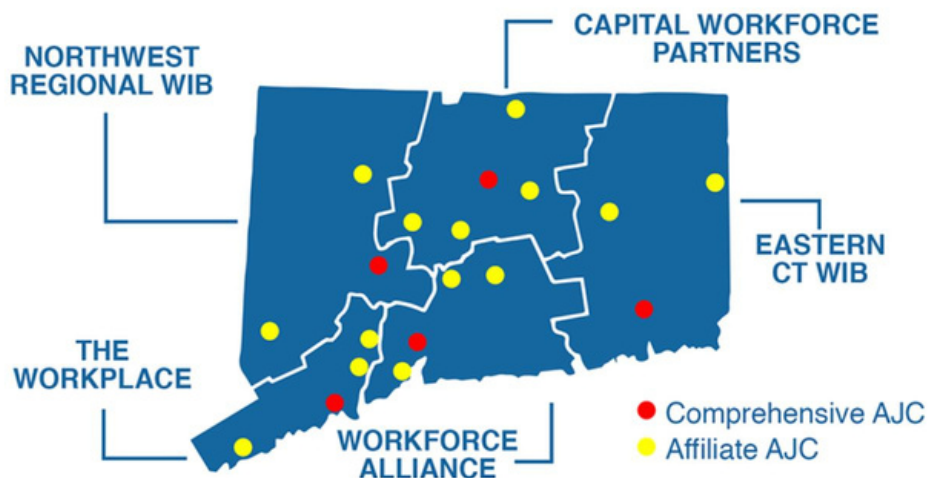 CAPITAL WORKFORCE
PARTNERS
NORTHWEST
REGIONAL WIB
EASTERN
CT WIB
THE
WORKPLACE
WORKFORCE
ALLIANCE
Comprehensive AJC
Affiliate AJC